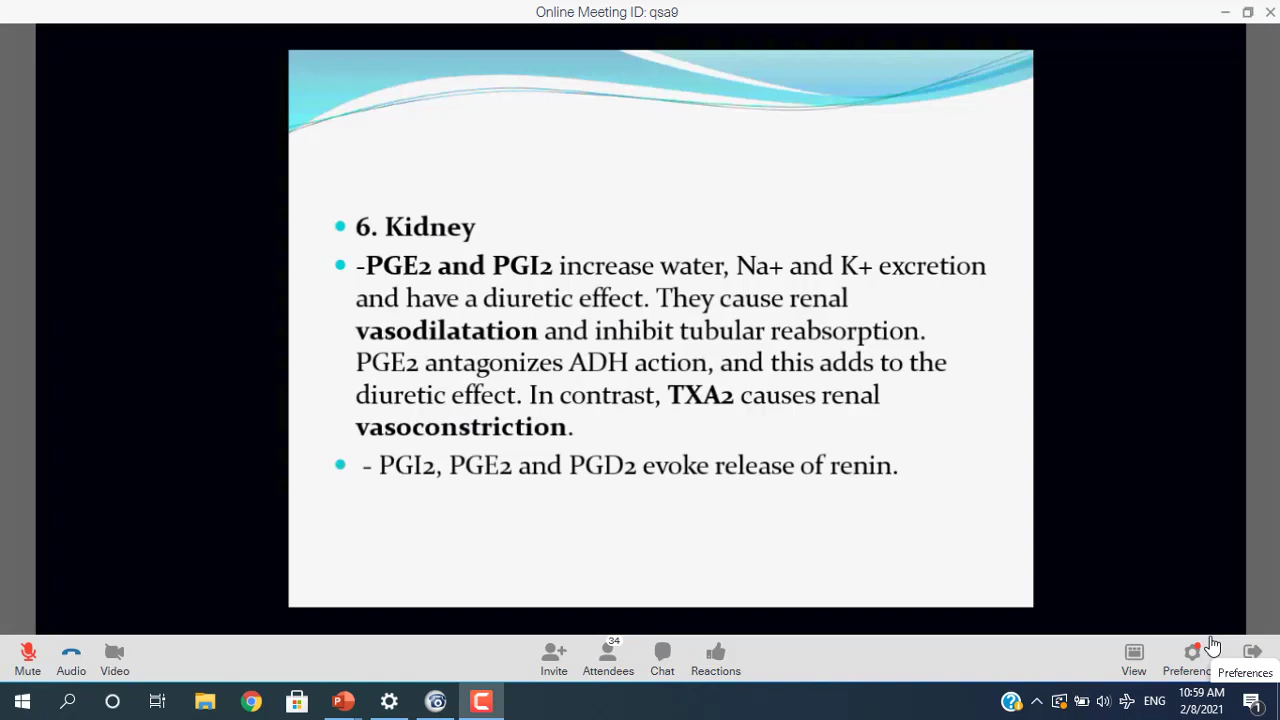 Online Meeting ID: qsa9
6. Kidney
-PGE2 and PGI2 increase water, Na+ and K+ excretion
and have a diuretic effect. They cause renal
vasodilatation and inhibit tubular reabsorption.
PGE2 antagonizes ADH action, and this adds to the
diuretic effect. In contrast, TXA2 causes renal
vasoconstriction.
- PGI2, PGE2 and PGD2 evoke release of renin.
34
Mute Audio Video Invite Attendees Chat Reactions View Preferenc
Preferences
10:59 AM
ENG
2/8/2021
1